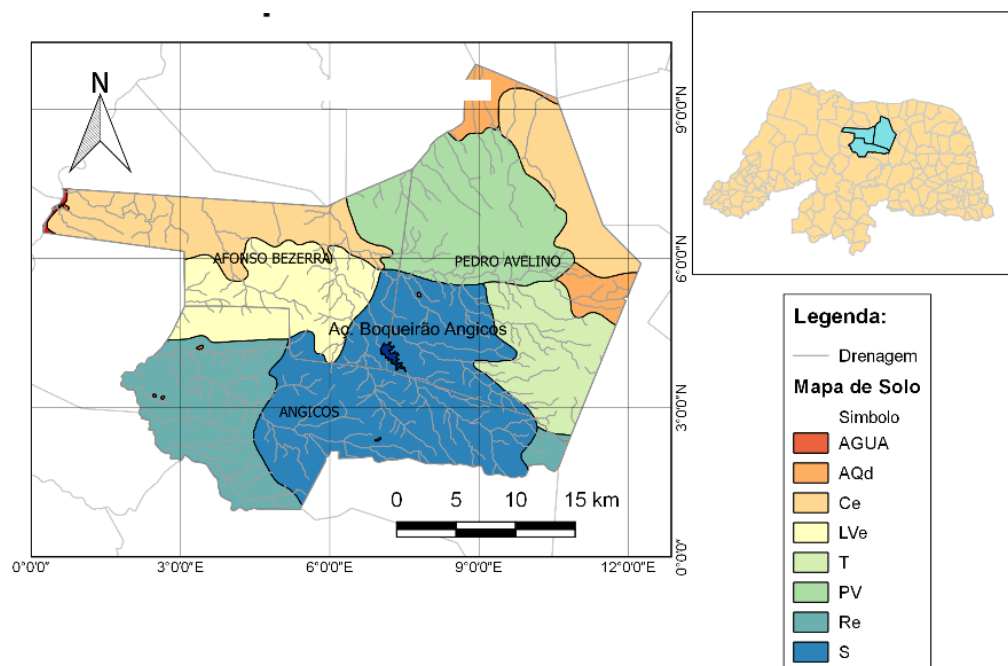 N
9°0'0"N
AFONSO BEZERRA
PEDRO AVELINO
6°0'0"N
Aç. Boqueirão Angicos
ANGICOS
3°0'0"N
0 5 10 15 km
0°0'0"
0°0'0"E 3°0'0"E 6°0'0"E 9°0'0"E 12°0'0"E
Legenda:
Drenagem
Mapa de Solo
Simbolo
AGUA
AQd
Ce
LVe
T
PV
Re
S